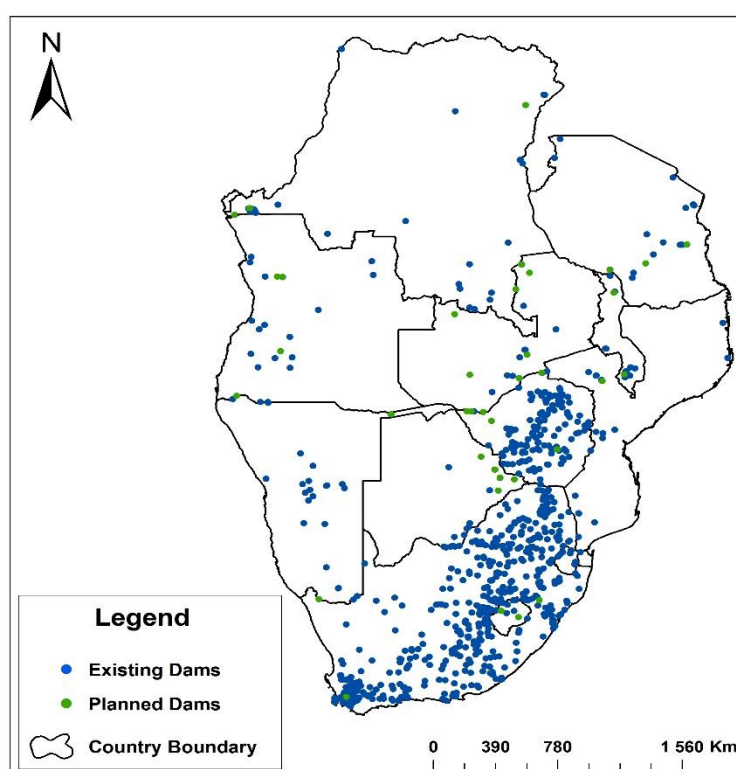 N
Legend
Existing Dams
Planned Dams
Country Boundary
0 390 780 1 560 Km